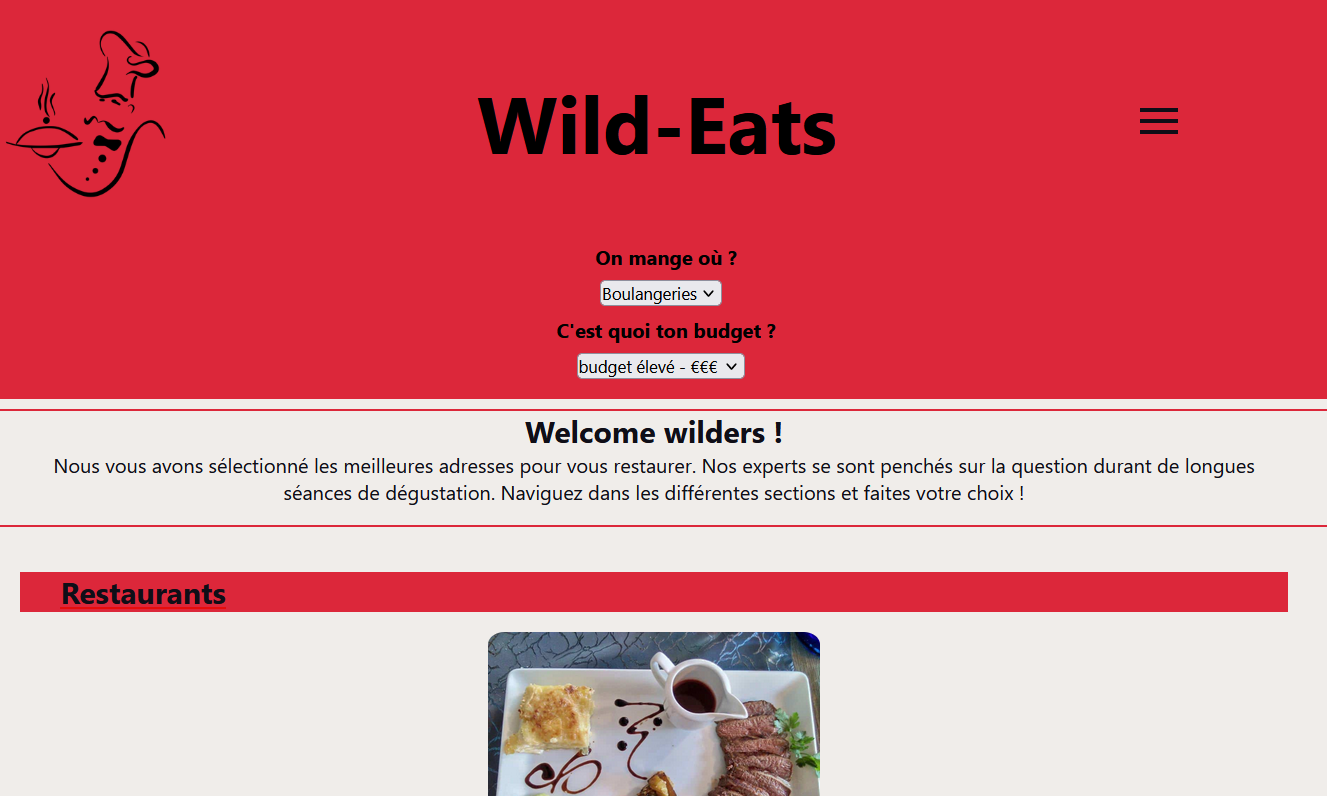 Wild-Eats
On mange où ?
Boulangeries
C'est quoi ton budget ?
budget élevé - €€€
Welcome wilders !
Nous vous avons sélectionné les meilleures adresses pour vous restaurer. Nos experts se sont penchés sur la question durant de longues
séances de dégustation. Naviguez dans les différentes sections et faites votre choix !
Restaurants